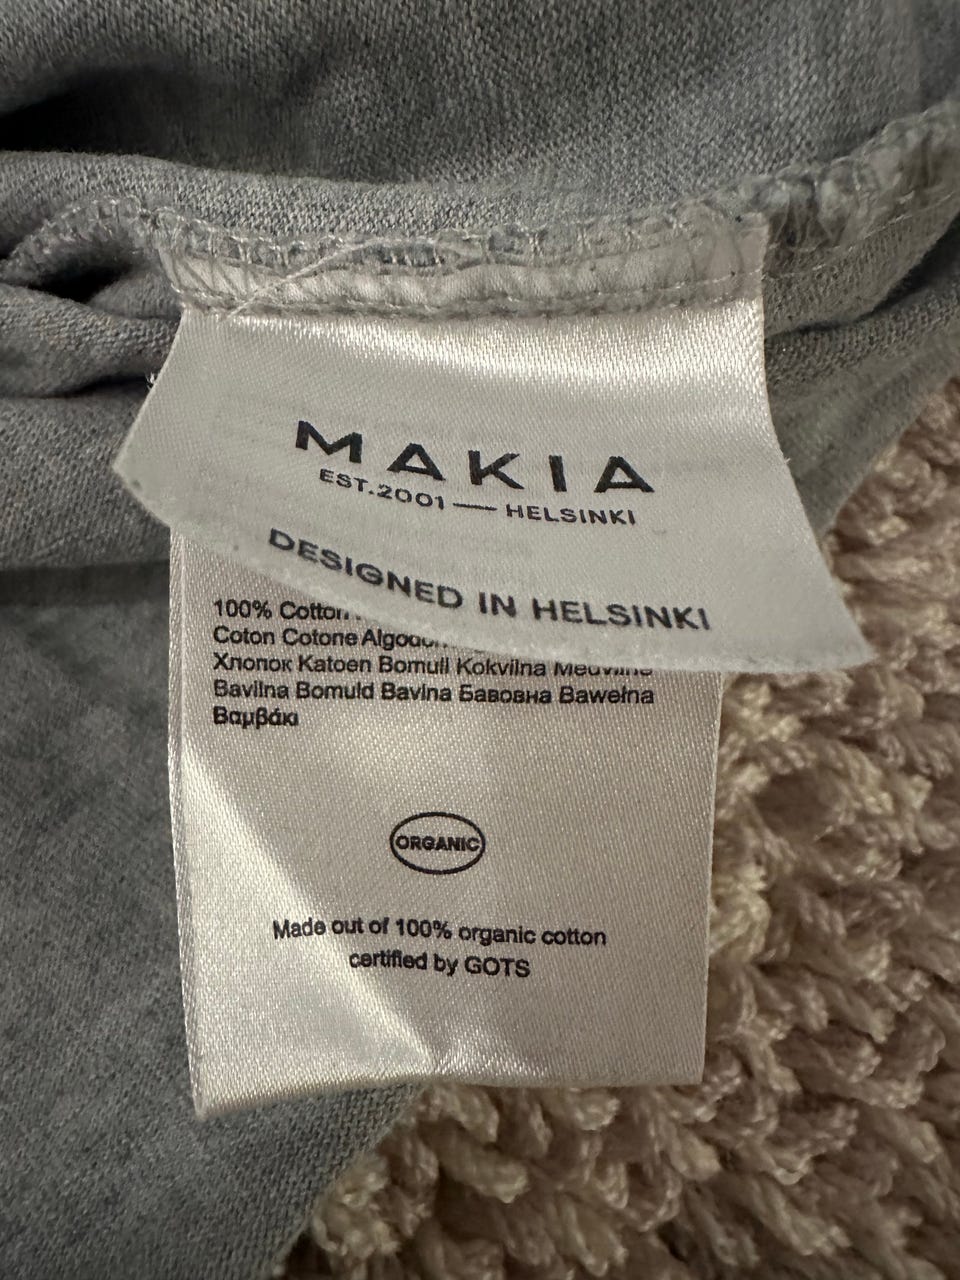 MAKIA
EST.2001 — HELSINKI
DESIGNED IN HELSINKI
100% Cotton
Coton Cotone
Хлопок Katoen Bomull Kokvilna
Bavilna Bomuld Bavlna Бавовна Bawełna
Βαμβάκι
ORGANIC
Made out of 100% organic cotton
certified by GOTS